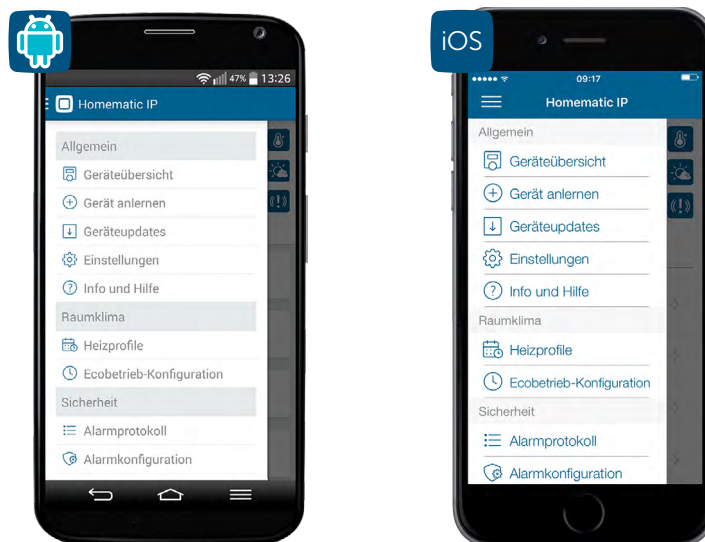 47% 13:26
Homematic IP
Allgemein
Geräteübersicht
Gerät anlernen
Geräteupdates
Einstellungen
Info und Hilfe
Raumklima
Heizprofile
Ecobetrieb-Konfiguration
Sicherheit
Alarmprotokoll
Alarmkonfiguration
iOS
09:17
Homematic IP
Allgemein
Geräteübersicht
Gerät anlernen
Geräteupdates
Einstellungen
Info und Hilfe
Raumklima
Heizprofile
Ecobetrieb-Konfiguration
Sicherheit
Alarmprotokoll
Alarmkonfiguration